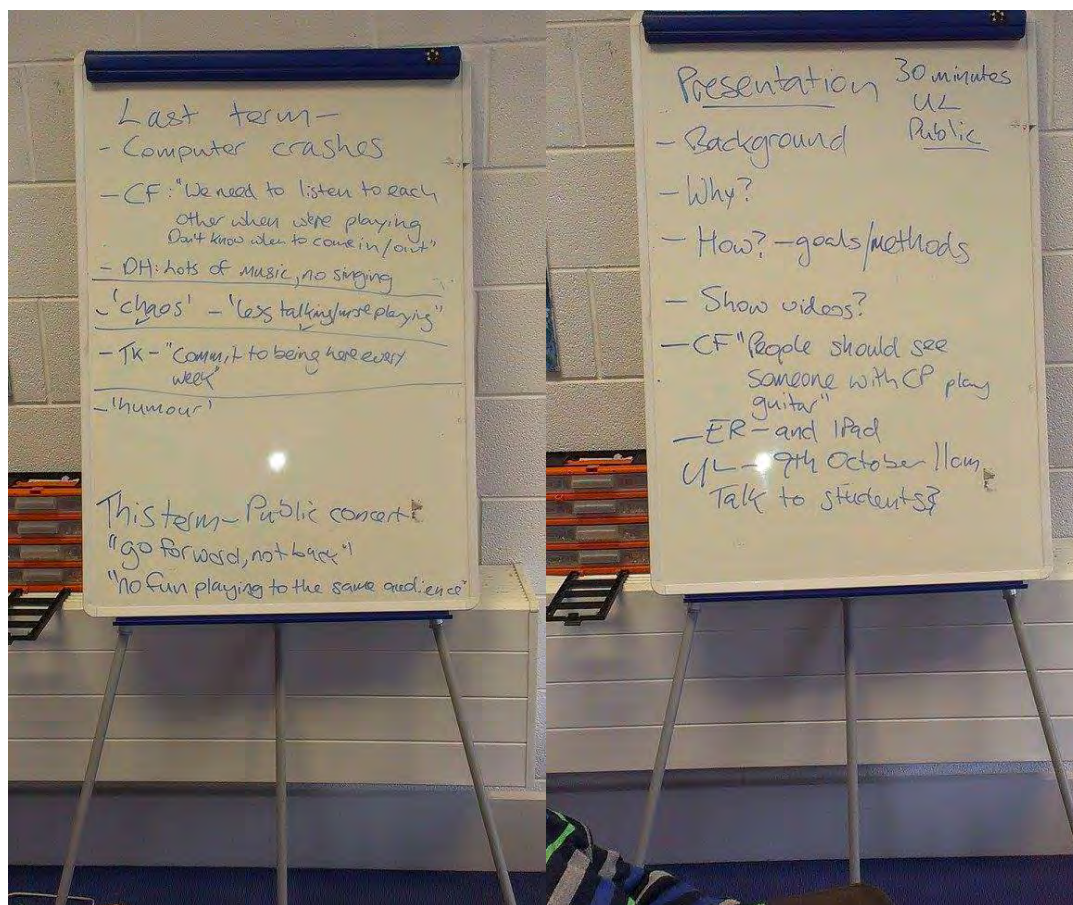 Last term -
- Computer crashes
- CF: "We need to listen to each
other when we're playing
Don't know when to come in/out"
- DH: Lots of music, no singing
- 'chaos' - 'less talking/more playing"
- TK - "Commit to being here every
week"
- 'humour'
This term - Public concert
"go forward, not back"!
"no fun playing to the same audience"
Presentation 30 minutes
UL
Public
- Background
- Why?
- How? - goals/methods
- Show videos?
- CF "People should see
someone with CP play
guitar"
- ER - and iPad
UL - 9th October 11am
Talk to students?